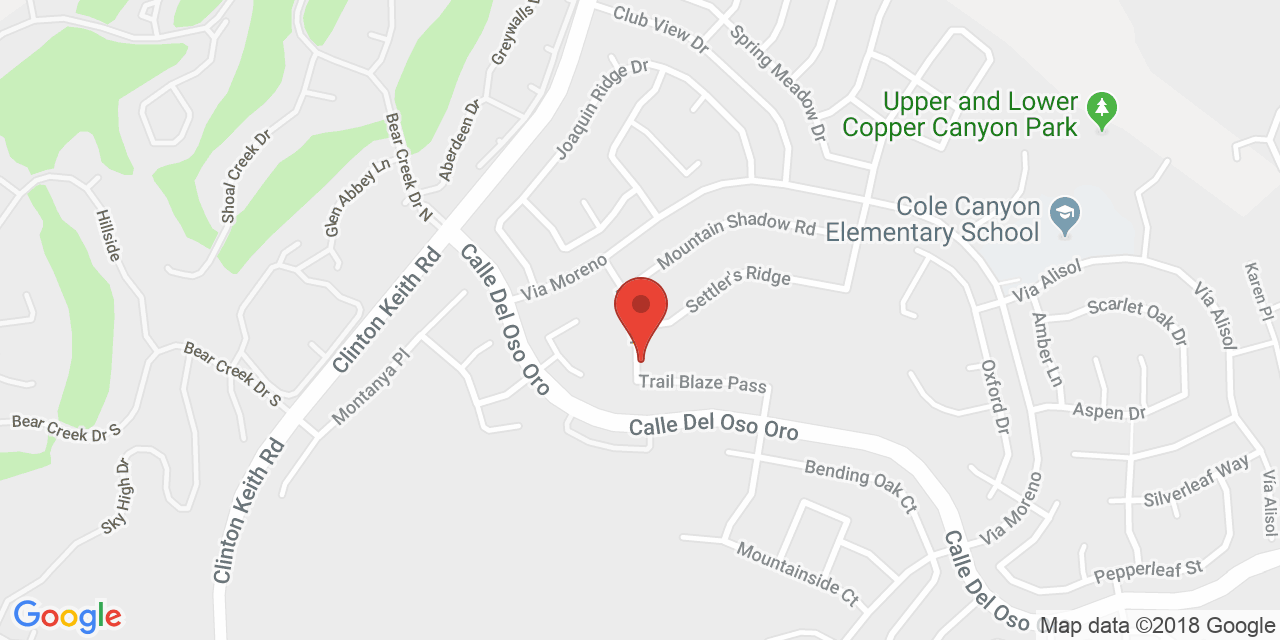 Greywalls
Club View Dr
Spring Meadow Dr
Joaquin Ridge Dr
Upper and Lower
Copper Canyon Park
Aberdeen Dr
Bear Creek Dr N
Shoal Creek Dr
Glen Abbey Ln
Hillside
Cole Canyon
Elementary School
Mountain Shadow Rd
Via Moreno
Settler's Ridge
Clinton Keith Rd
Calle Del Oso Oro
Via Alisol
Karen Pl
Via Alisol
Scarlet Oak Dr
Amber Ln
Montanya Pl
Bear Creek Dr S
Trail Blaze Pass
Oxford Dr
Aspen Dr
Bear Creek Dr S
Calle Del Oso Oro
Clinton Keith Rd
Sky High Dr
Bending Oak Ct
Silverleaf Way
Via Alisol
Via Moreno
Mountainside Ct
Calle Del Oso
Pepperleaf St
Google
Map data ©2018 Google